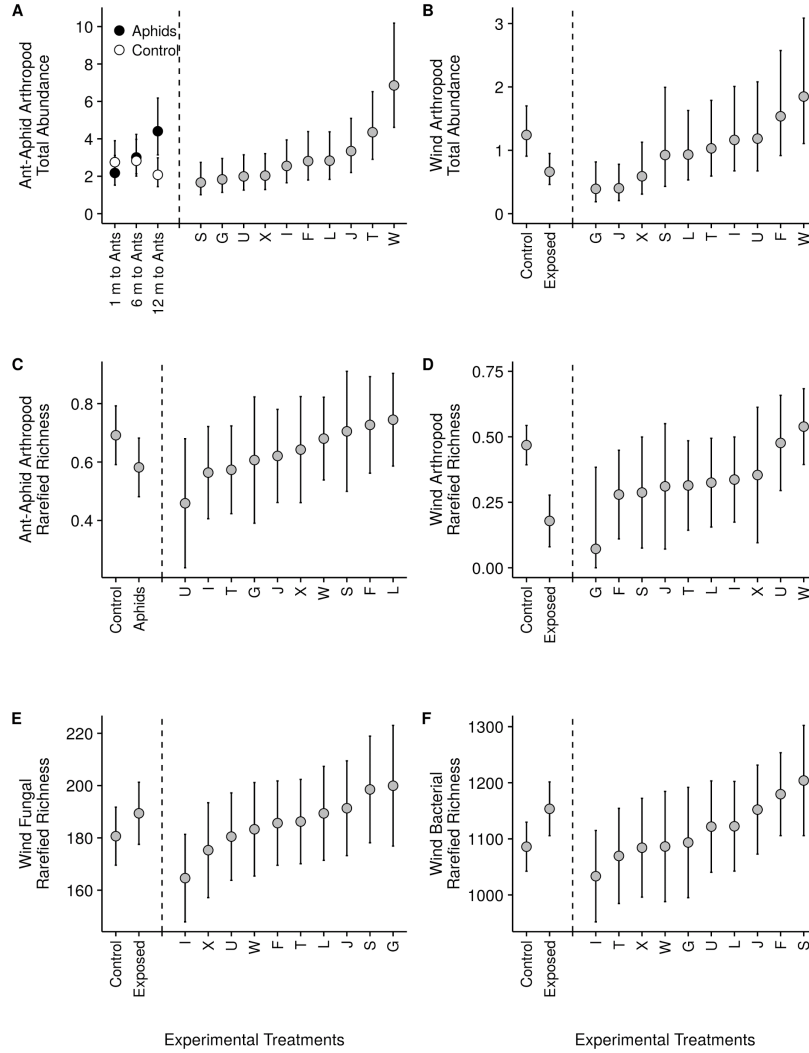 A
Ant-Aphid Arthropod
Total Abundance
10
8
6
4
2
0
Aphids
Control
1 m to Ants
6 m to Ants
12 m to Ants
S G U X I F L J T W
B
Wind Arthropod
Total Abundance
3
2
1
0
Control
Exposed
G J X S L T I U F W
C
Ant-Aphid Arthropod
Rarefied Richness
0.8
0.6
0.4
Control
Aphids
U I T G J X W S F L
D
Wind Arthropod
Rarefied Richness
0.75
0.50
0.25
0.00
Control
Exposed
G F S J T L I X U W
E
Wind Fungal
Rarefied Richness
220
200
180
160
Control
Exposed
I X U W F T L J S G
F
Wind Bacterial
Rarefied Richness
1300
1200
1100
1000
Control
Exposed
I T X W G U L J F S
Experimental Treatments
Experimental Treatments